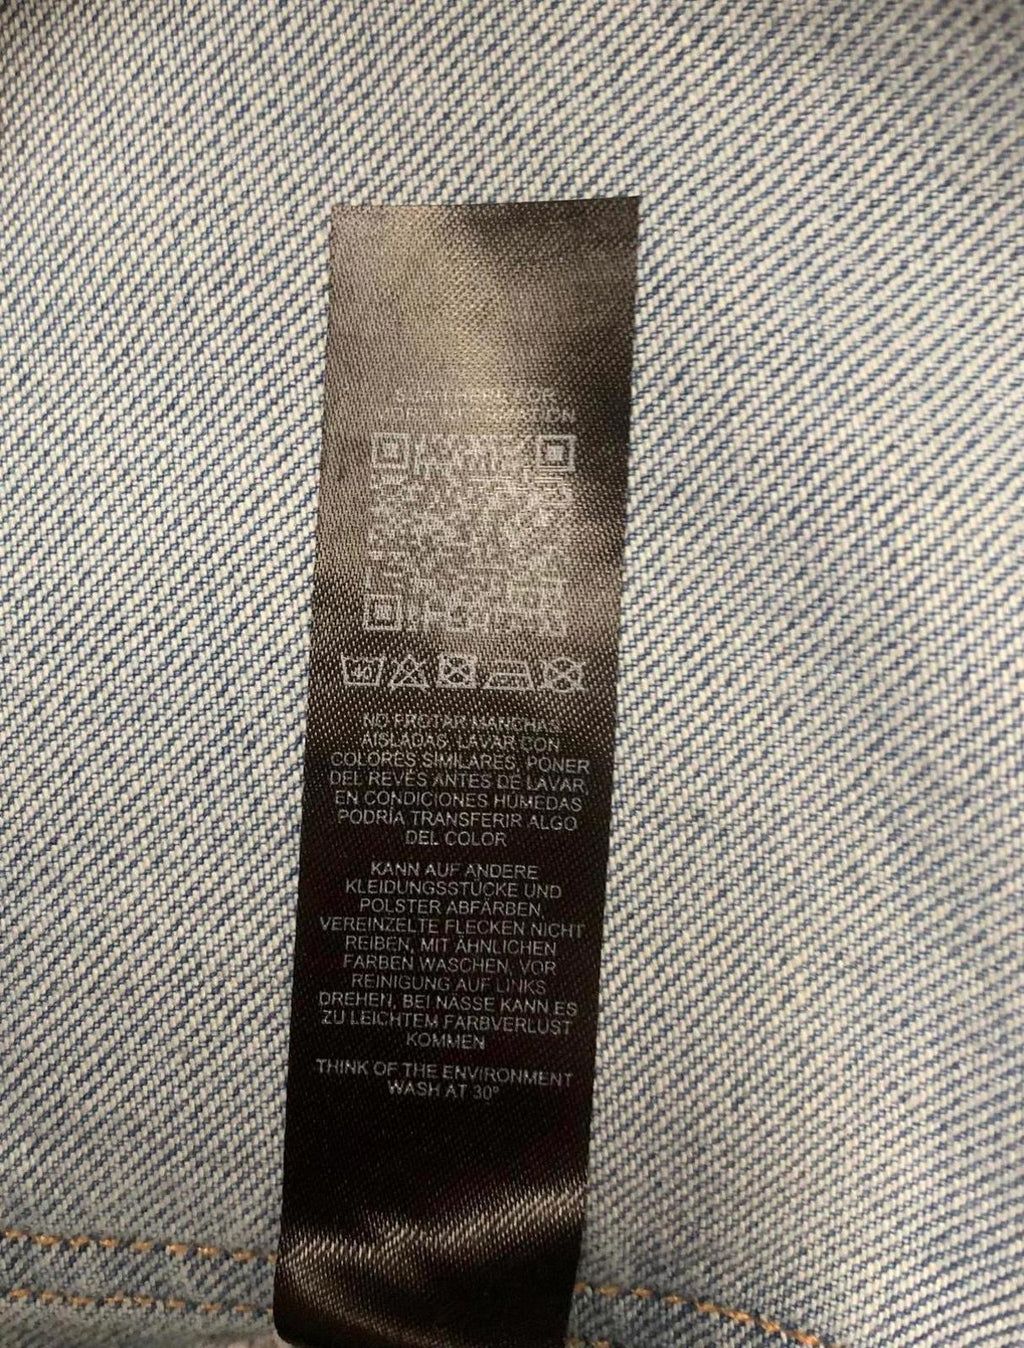 MORE INFORMATION
40
NO FROTAR MANCHAS
AISLADAS, LAVAR CON
COLORES SIMILARES, PONER
DEL REVÉS ANTES DE LAVAR,
EN CONDICIONES HÚMEDAS
PODRÍA TRANSFERIR ALGO
DEL COLOR
KANN AUF ANDERE
KLEIDUNGSSTÜCKE UND
POLSTER ABFÄRBEN,
VEREINZELTE FLECKEN NICHT
REIBEN, MIT ÄHNLICHEN
FARBEN WASCHEN, VOR
REINIGUNG AUF LINKS
DREHEN, BEI NÄSSE KANN ES
ZU LEICHTEM FARBVERLUST
KOMMEN
THINK OF THE ENVIRONMENT
WASH AT 30°